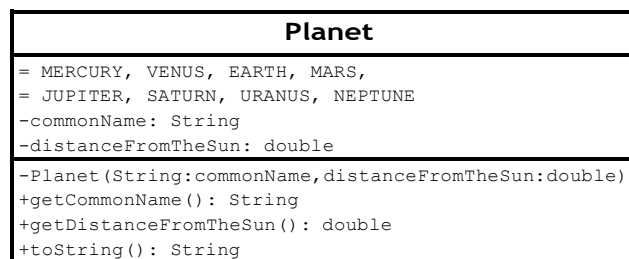 Planet
= MERCURY, VENUS, EARTH, MARS,
= JUPITER, SATURN, URANUS, NEPTUNE
-commonName: String
-distanceFromTheSun: double
-Planet(String:commonName,distanceFromTheSun:double)
+getCommonName(): String
+getDistanceFromTheSun(): double
+toString(): String